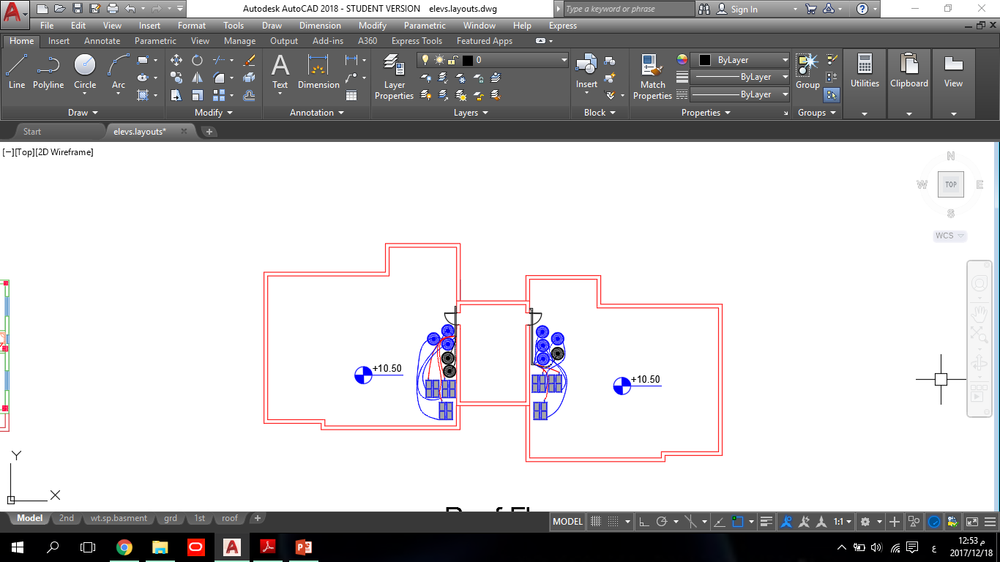 Autodesk AutoCAD 2018 - STUDENT VERSION elevs.layouts.dwg
Type a keyword or phrase
Sign In
File Edit View Insert Format Tools Draw Dimension Modify Parametric Window Help Express
Home Insert Annotate Parametric View Manage Output Add-ins A360 Express Tools Featured Apps
0
ByLayer
ByLayer
ByLayer
Line Polyline Circle Arc
Text Dimension
Layer Properties
Insert
Match Properties
Group
Utilities Clipboard View
Draw Modify Annotation Layers Block Properties Groups
Start elevs.layouts*
[−][Top][2D Wireframe]
N
W TOP E
S
WCS
+10.50
+10.50
Y
X
Model 2nd wt.sp.basment grd 1st roof
MODEL 1:1
ع
12:53 م
2017/12/18